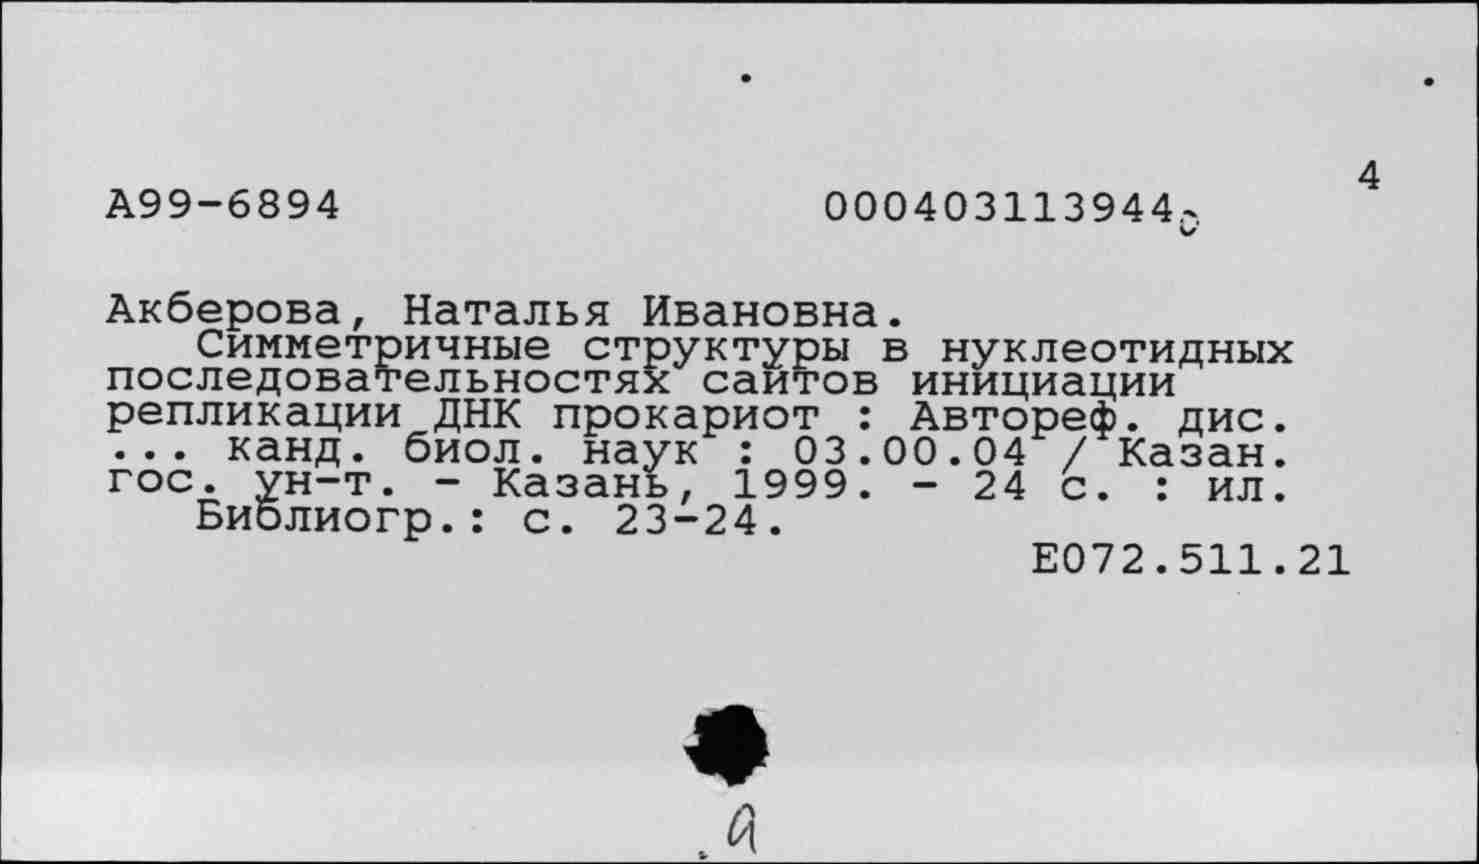 4
А99-6894 000403113944
Акберова, Наталья Ивановна.
Симметричные структуры в нуклеотидных
последовательностях сайтов инициации
репликации ДНК прокариот : Автореф. дис.
... канд. биол. наук : 03.00.04 / Казан.
гос. ун-т. - Казань, 1999. - 24 с. : ил.
Библиогр.: с. 23-24.
Е072.511.21